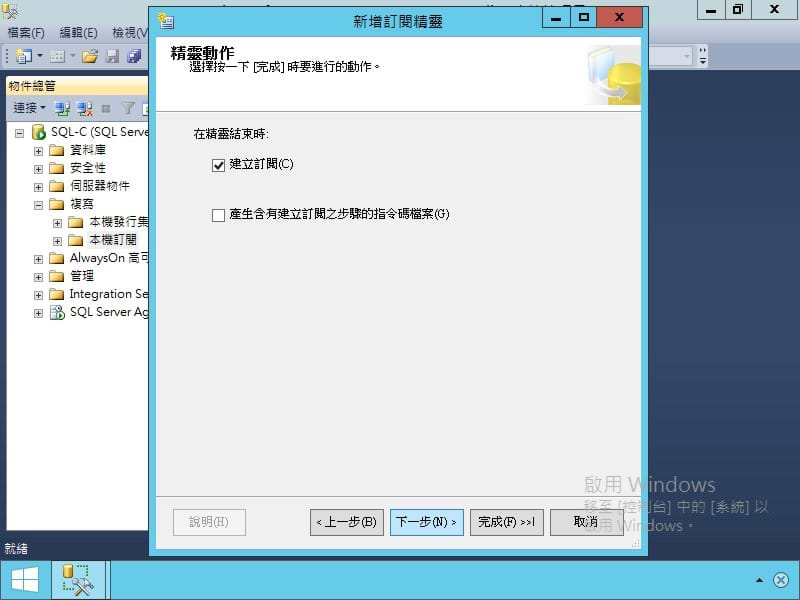 新增訂閱精靈
檔案(F) 編輯(E) 檢視(V
精靈動作
選擇按一下 [完成] 時要進行的動作。
物件總管
連接
SQL-C (SQL Serve
資料庫
安全性
伺服器物件
複寫
本機發行集
本機訂閱
AlwaysOn 高可
管理
Integration Se
SQL Server Ag
在精靈結束時:
建立訂閱(C)
產生含有建立訂閱之步驟的指令碼檔案(G)
啟用 Windows
移至 [控制台] 中的 [系統] 以
啟用 Windows。
說明(H)
< 上一步(B)
下一步(N) >
完成(F) >>|
取消
就緒